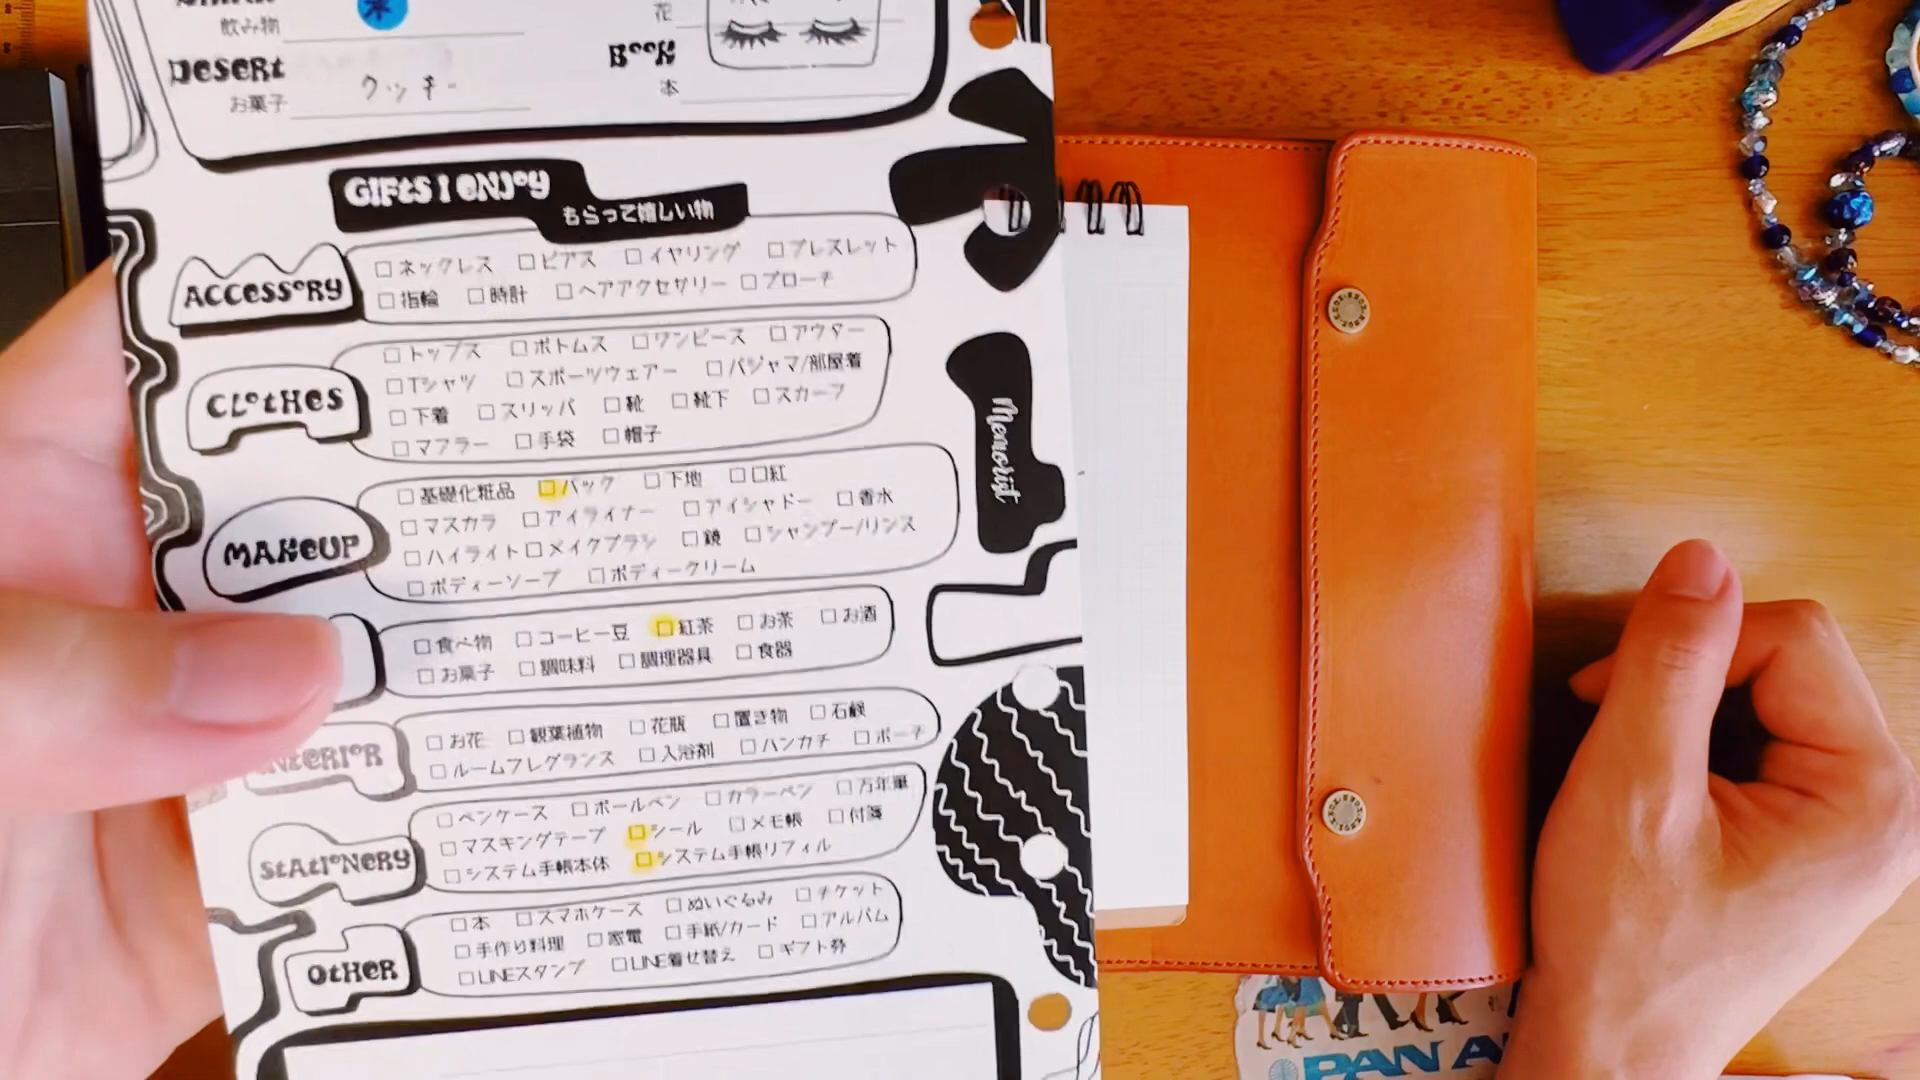 飲み物
水
花
Desert
お菓子
クッキー
Book
本
GIFtS I eNJoy
もらって嬉しい物
ACCessoRy
□ネックレス □ピアス □イヤリング □ブレスレット
□指輪 □時計 □ヘアアクセサリー □ブローチ
CLotHes
□トップス □ボトムス □ワンピース □アウター
□Tシャツ □スポーツウェアー □パジャマ/部屋着
□下着 □スリッパ □靴 □靴下 □スカーフ
□マフラー □手袋 □帽子
MAKeUP
□基礎化粧品 □パック □下地 □口紅
□マスカラ □アイライナー □アイシャドー □香水
□ハイライト□メイクブラシ □鏡 □シャンプー/リンス
□ボディーソープ □ボディークリーム
□食べ物 □コーヒー豆 □紅茶 □お茶 □お酒
□お菓子 □調味料 □調理器具 □食器
INteRIoR
□お花 □観葉植物 □花瓶 □置き物 □石鹸
□ルームフレグランス □入浴剤 □ハンカチ □ポーチ
StAtIoNeRy
□ペンケース □ボールペン □カラーペン □万年筆
□マスキングテープ □シール □メモ帳 □付箋
□システム手帳本体 □システム手帳リフィル
OtHeR
□本 □スマホケース □ぬいぐるみ □チケット
□手作り料理 □家電 □手紙/カード □アルバム
□LINEスタンプ □LINE着せ替え □ギフト券
Memorist
PAN A